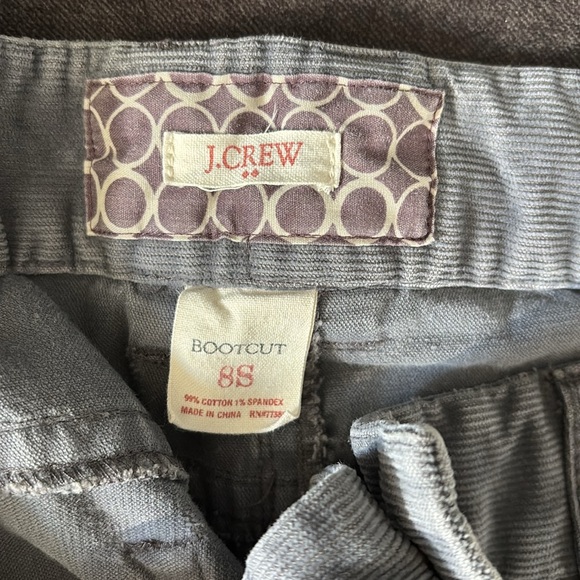 J.CREW
BOOTCUT
8S
99% COTTON 1% SPANDEX
MADE IN CHINA